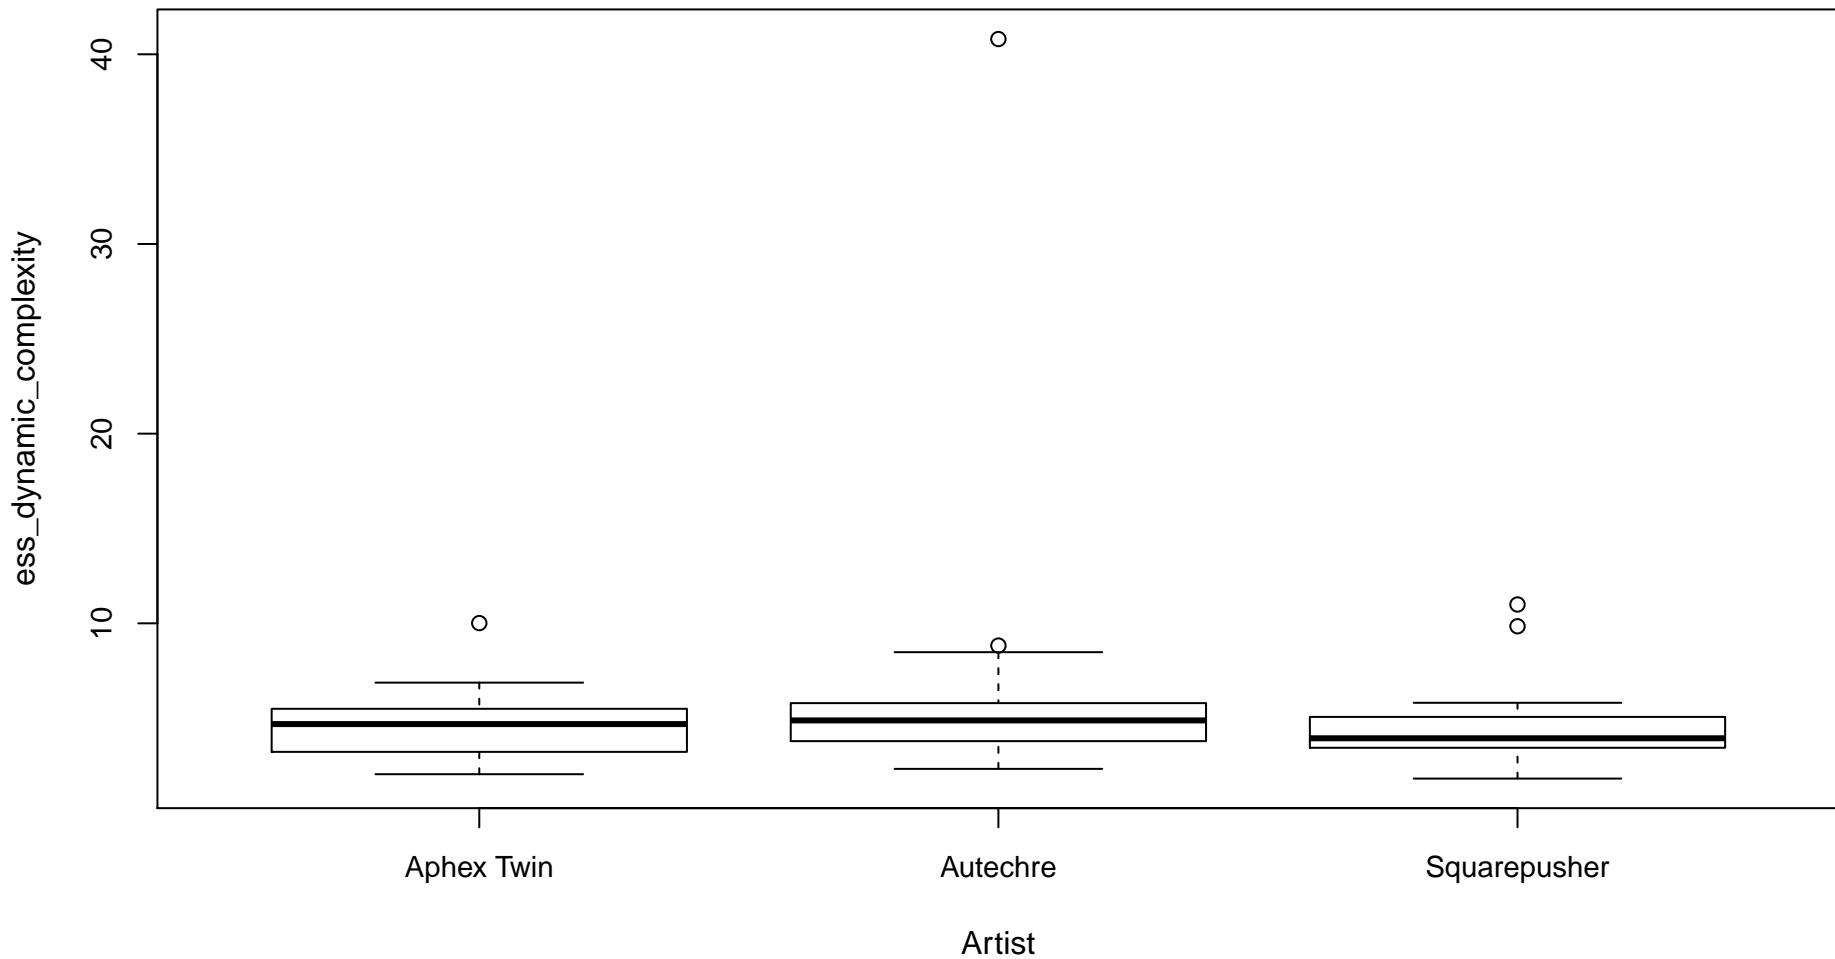 ess_dynamic_complexity
40
30
20
10
Aphex Twin
Autechre
Squarepusher
Artist